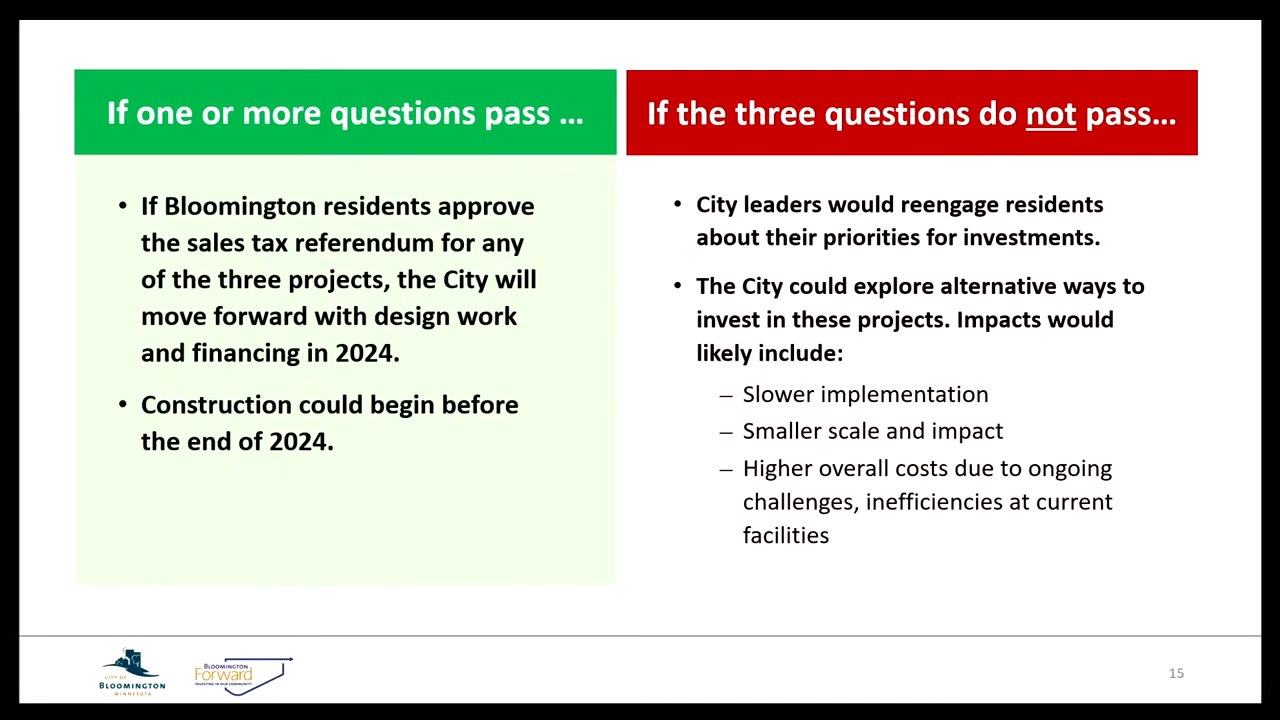 If one or more questions pass ...
• If Bloomington residents approve
the sales tax referendum for any
of the three projects, the City will
move forward with design work
and financing in 2024.
• Construction could begin before
the end of 2024.
If the three questions do not pass...
• City leaders would reengage residents
about their priorities for investments.
• The City could explore alternative ways to
invest in these projects. Impacts would
likely include:
– Slower implementation
– Smaller scale and impact
– Higher overall costs due to ongoing
challenges, inefficiencies at current
facilities
CITY OF
BLOOMINGTON
MINNESOTA
BLOOMINGTON
Forward
INVESTING IN OUR COMMUNITY
15